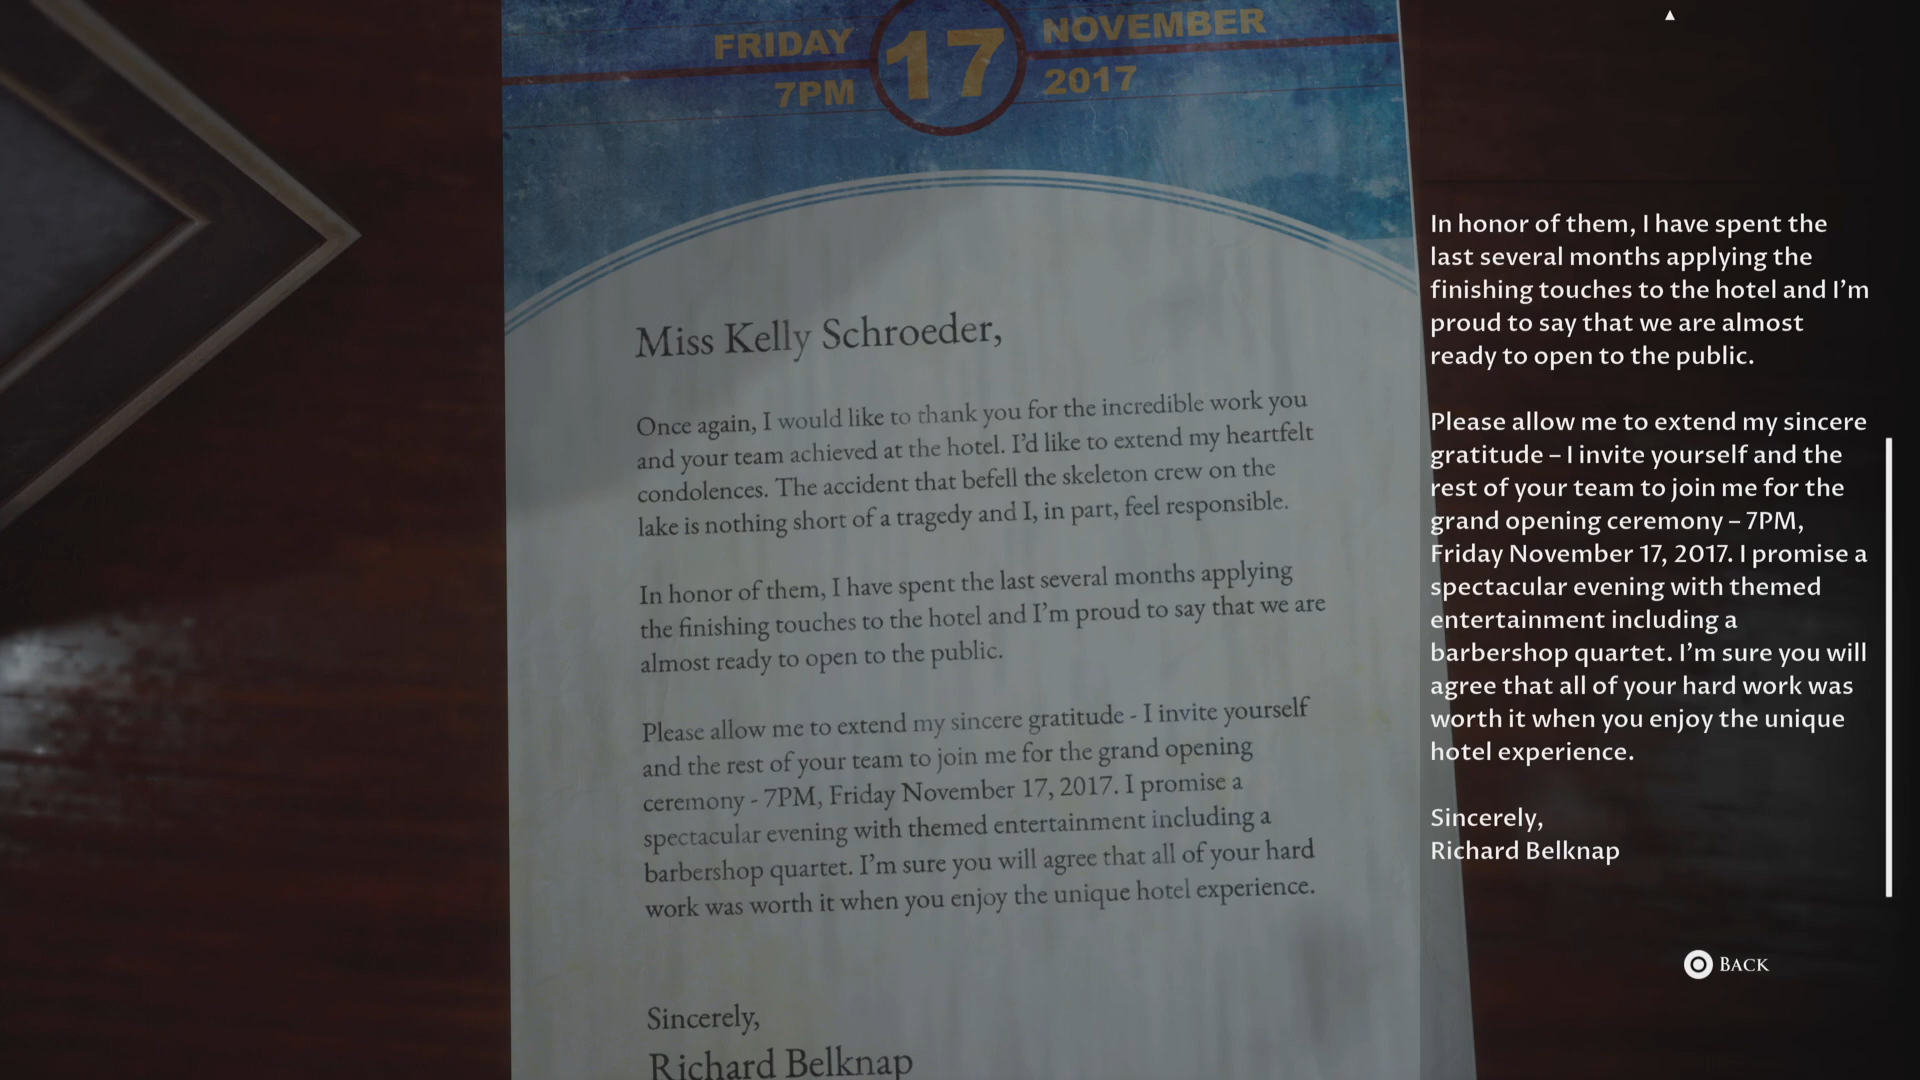 FRIDAY
7PM
17
NOVEMBER
2017
Miss Kelly Schroeder,
Once again, I would like to thank you for the incredible work you
and your team achieved at the hotel. I'd like to extend my heartfelt
condolences. The accident that befell the skeleton crew on the
lake is nothing short of a tragedy and I, in part, feel responsible.
In honor of them, I have spent the last several months applying
the finishing touches to the hotel and I'm proud to say that we are
almost ready to open to the public.
Please allow me to extend my sincere gratitude - I invite yourself
and the rest of your team to join me for the grand opening
ceremony - 7PM, Friday November 17, 2017. I promise a
spectacular evening with themed entertainment including a
barbershop quartet. I'm sure you will agree that all of your hard
work was worth it when you enjoy the unique hotel experience.
Sincerely,
Richard Belknap
In honor of them, I have spent the
last several months applying the
finishing touches to the hotel and I'm
proud to say that we are almost
ready to open to the public.
Please allow me to extend my sincere
gratitude – I invite yourself and the
rest of your team to join me for the
grand opening ceremony – 7PM,
Friday November 17, 2017. I promise a
spectacular evening with themed
entertainment including a
barbershop quartet. I'm sure you will
agree that all of your hard work was
worth it when you enjoy the unique
hotel experience.
Sincerely,
Richard Belknap
BACK